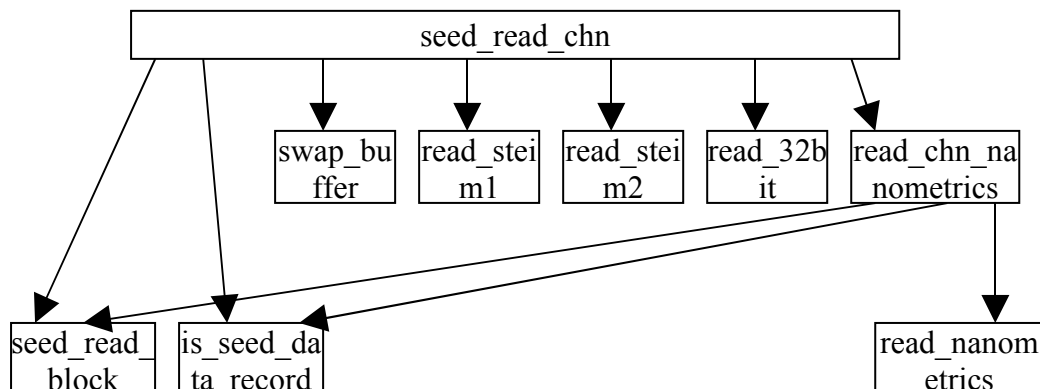 seed_read_chn
swap_bu
ffer
read_stei
m1
read_stei
m2
read_32b
it
read_chn_na
nometrics
seed_read_
block
is_seed_da
ta_record
read_nanom
etrics